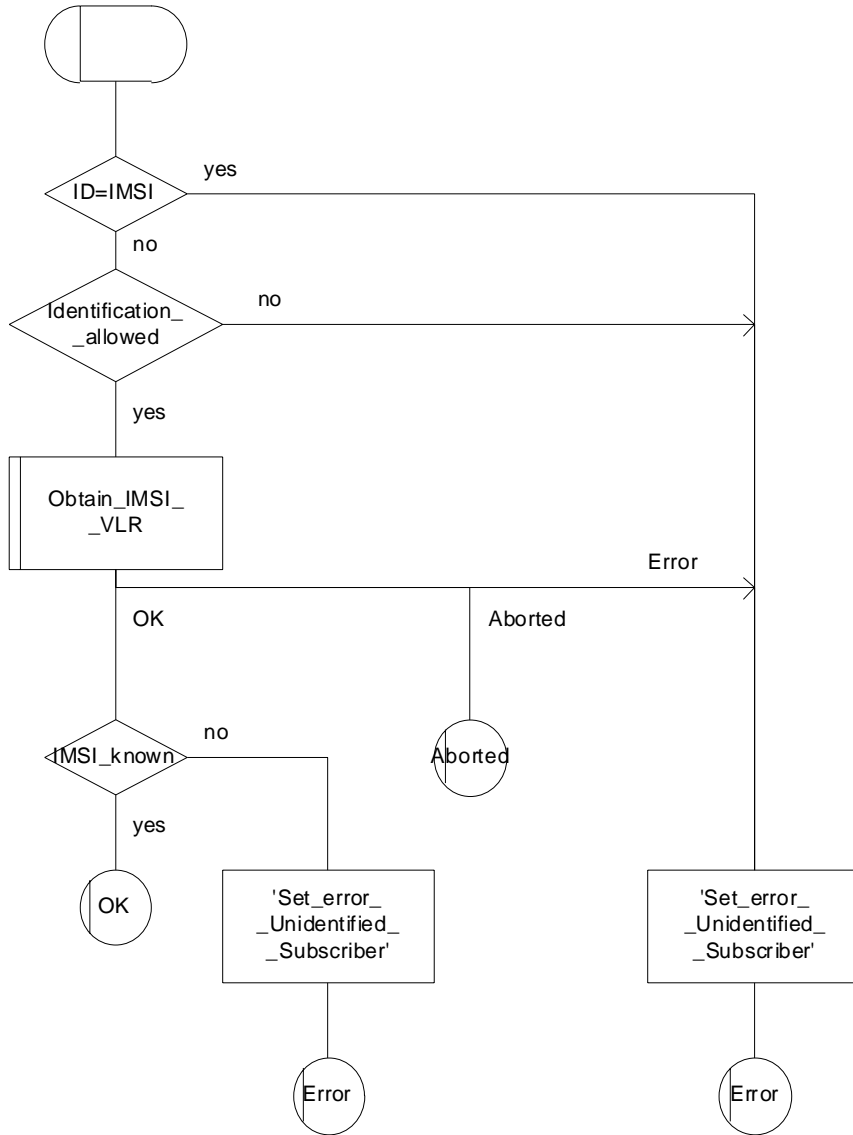 yes
ID=IMSI
no
Identification_
_allowed
no
yes
Obtain_IMSI_
_VLR
Error
OK
Aborted
IMSI_known
no
Aborted
yes
OK
'Set_error_
_Unidentified_
_Subscriber'
'Set_error_
_Unidentified_
_Subscriber'
Error
Error